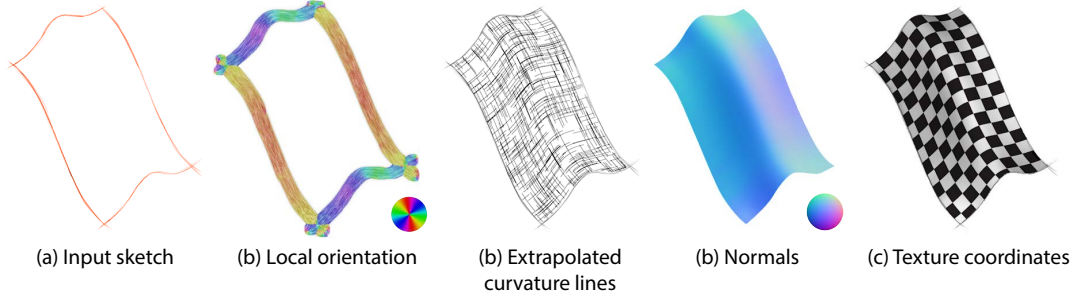 (a) Input sketch
(b) Local orientation
(b) Extrapolated
curvature lines
(b) Normals
(c) Texture coordinates